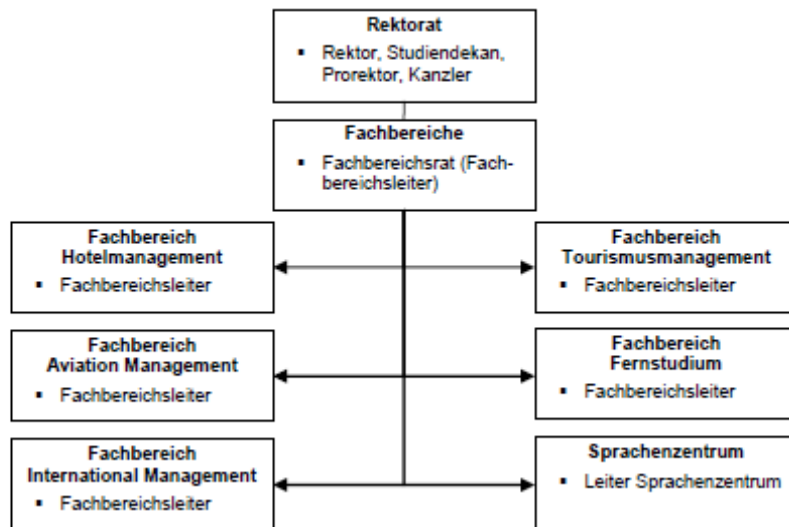 Rektorat
▪ Rektor, Studiendekan,
Prorektor, Kanzler
Fachbereiche
▪ Fachbereichsrat (Fach-
bereichsleiter)
Fachbereich
Hotelmanagement
▪ Fachbereichsleiter
Fachbereich
Tourismusmanagement
▪ Fachbereichsleiter
Fachbereich
Aviation Management
▪ Fachbereichsleiter
Fachbereich
Fernstudium
▪ Fachbereichsleiter
Fachbereich
International Management
▪ Fachbereichsleiter
Sprachenzentrum
▪ Leiter Sprachenzentrum